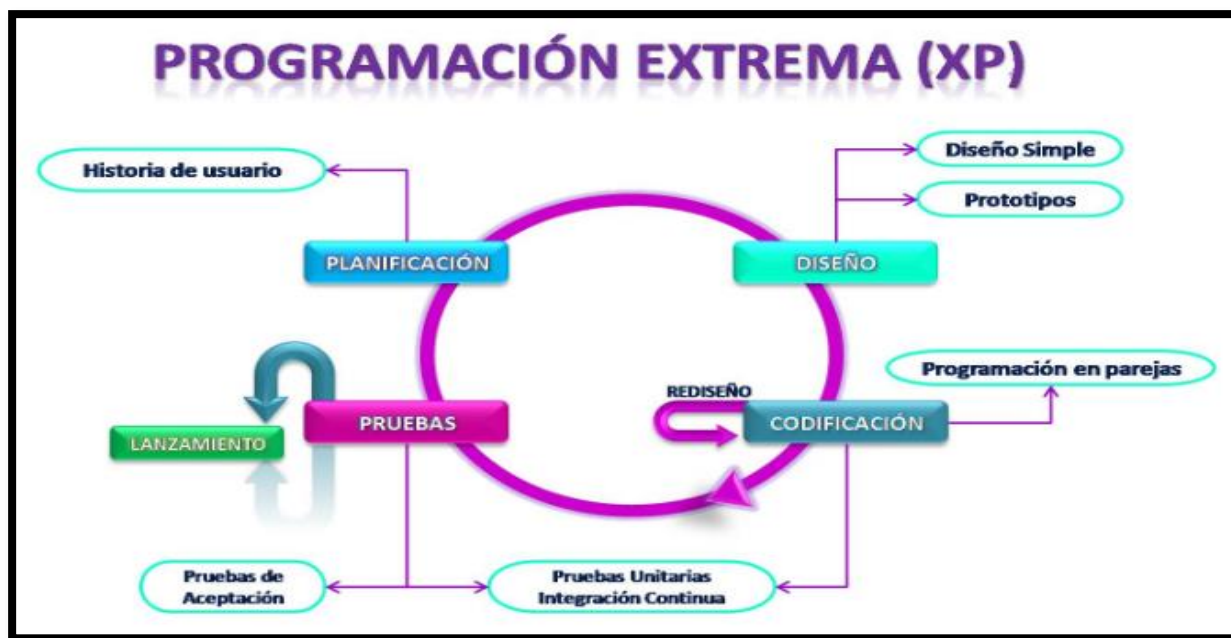 PROGRAMACIÓN EXTREMA (XP)
Historia de usuario
Diseño Simple
Prototipos
PLANIFICACIÓN
DISEÑO
Programación en parejas
REDISEÑO
PRUEBAS
CODIFICACIÓN
LANZAMIENTO
Pruebas de
Aceptación
Pruebas Unitarias
Integración Continua